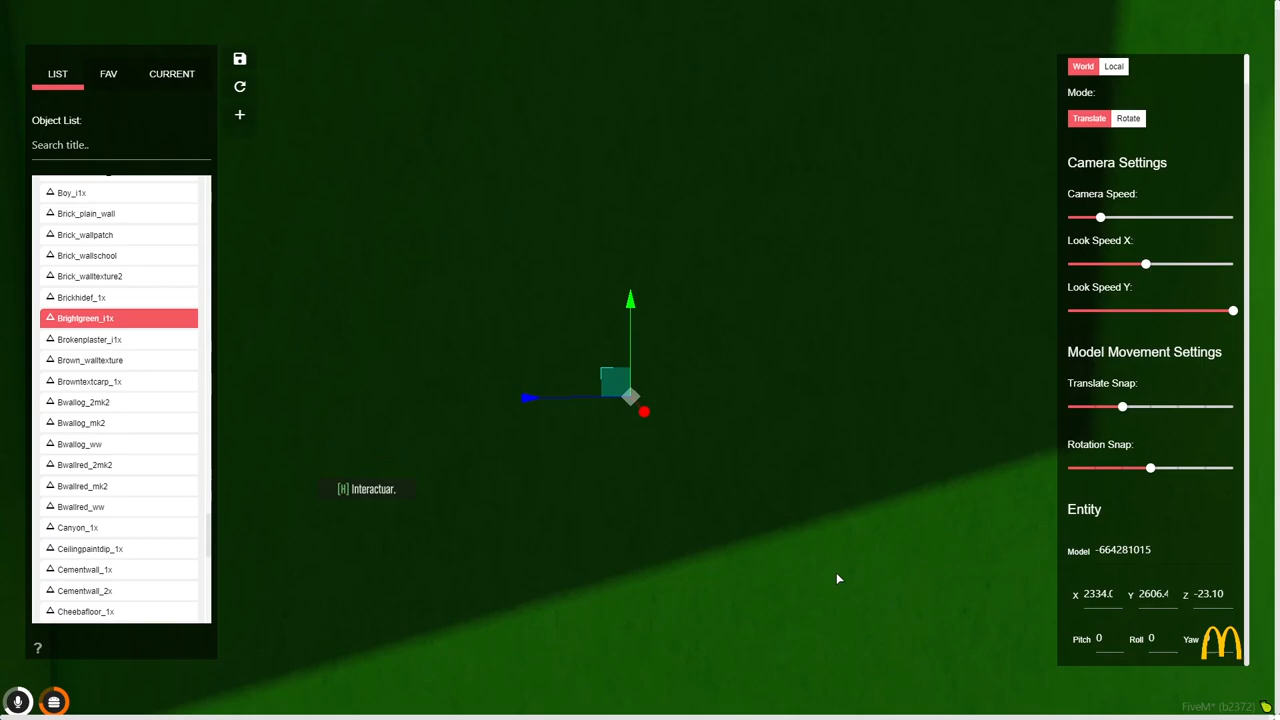 LIST FAV CURRENT
Object List:
Search title..
Boy_i1x
Brick_plain_wall
Brick_wallpatch
Brick_wallschool
Brick_walltexture2
Brickhidef_1x
Brightgreen_i1x
Brokenplaster_i1x
Brown_walltexture
Browntextcarp_1x
Bwallog_2mk2
Bwallog_mk2
Bwallog_ww
Bwallred_2mk2
Bwallred_mk2
Bwallred_ww
Canyon_1x
Ceilingpaintdip_1x
Cementwall_1x
Cementwall_2x
Cheebafloor_1x
?
[H] Interactuar.
World Local
Mode:
Translate Rotate
Camera Settings
Camera Speed:
Look Speed X:
Look Speed Y:
Model Movement Settings
Translate Snap:
Rotation Snap:
Entity
Model -664281015
X 2334.0 Y 2606.4 Z -23.10
Pitch 0 Roll 0 Yaw
FiveM* (b2372)